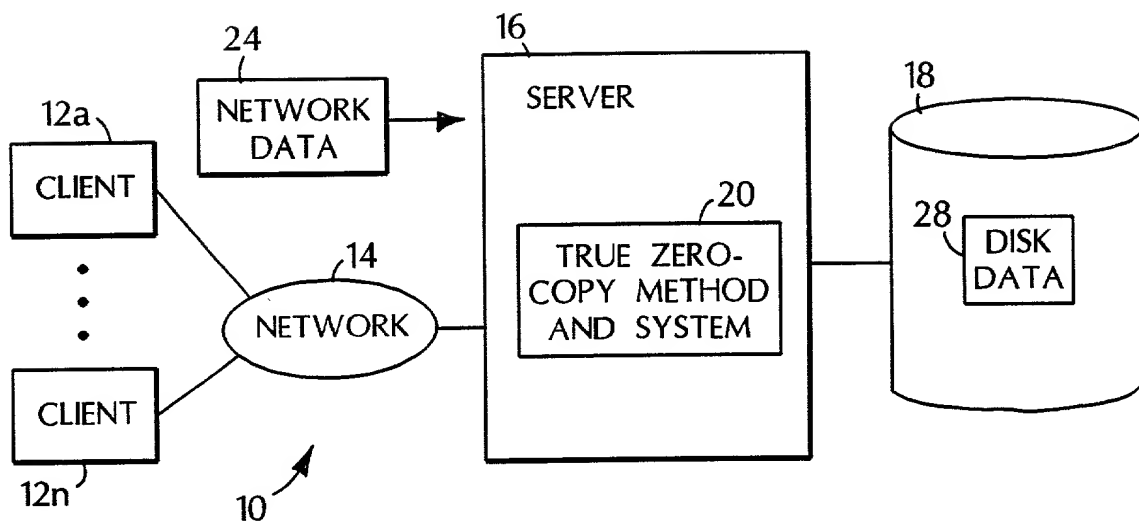 24
NETWORK
DATA
12a
CLIENT
CLIENT
12n
14
NETWORK
10
16
SERVER
20
TRUE ZERO-
COPY METHOD
AND SYSTEM
18
28
DISK
DATA